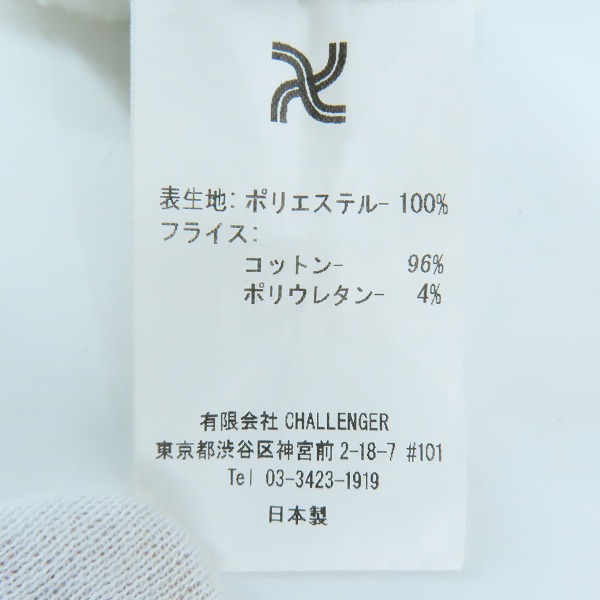 表生地: ポリエステル- 100%
フライス:
コットン- 96%
ポリウレタン- 4%
有限会社 CHALLENGER
東京都渋谷区神宮前 2-18-7 #101
Tel 03-3423-1919
日本製